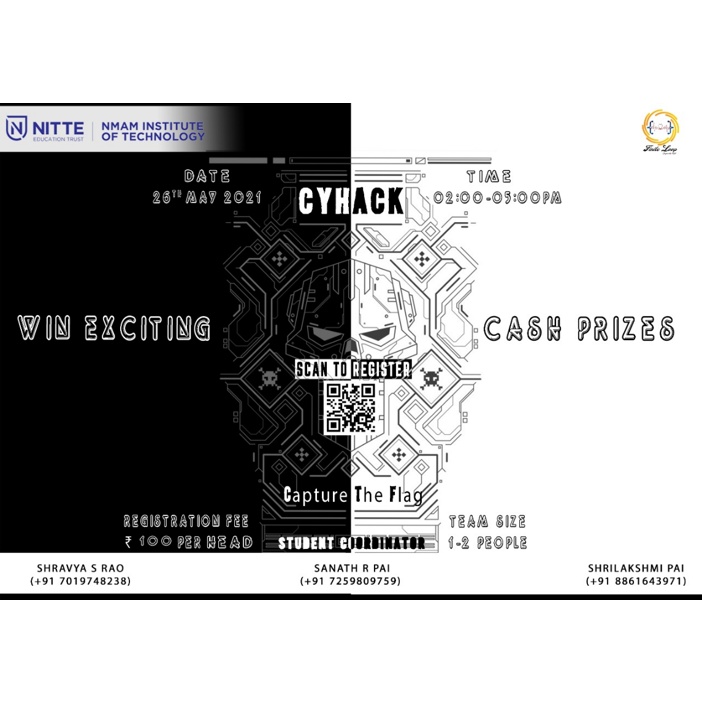 NITTE
EDUCATION TRUST
NMAM INSTITUTE
OF TECHNOLOGY
Finite Loop
DATE
26TH MAY 2021
CYHACK
TIME
02:00-05:00PM
WIN EXCITING
CASH PRIZES
SCAN TO REGISTER
Capture The Flag
REGISTRATION FEE
₹ 100 PER HEAD
STUDENT COORDINATOR
TEAM SIZE
1-2 PEOPLE
SHRAVYA S RAO
(+91 7019748238)
SANATH R PAI
(+91 7259809759)
SHRILAKSHMI PAI
(+91 8861643971)